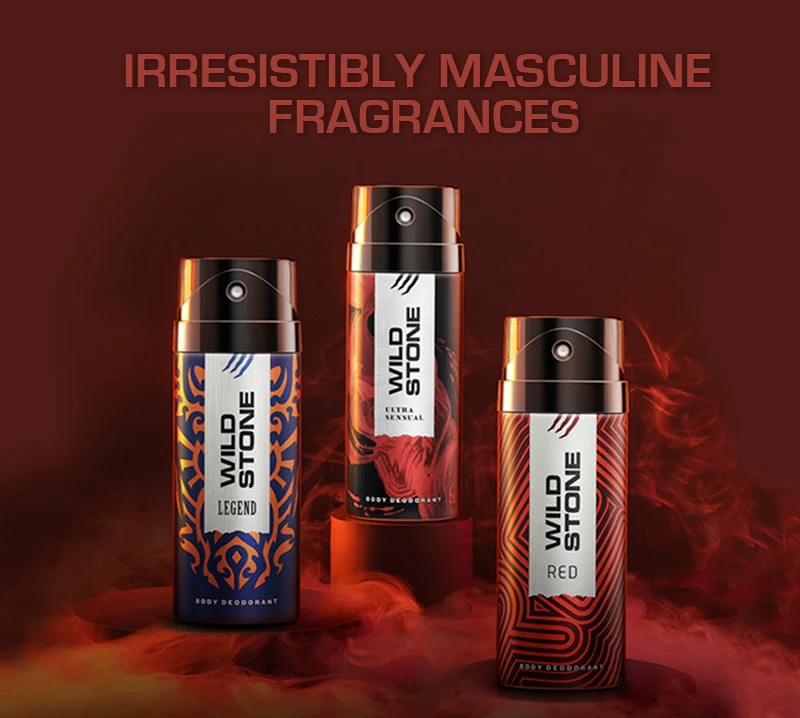 IRRESISTIBLY MASCULINE
FRAGRANCES
WILD
STONE
LEGEND
BODY DEODORANT
WILD
STONE
ULTRA
SENSUAL
BODY DEODORANT
WILD
STONE
RED
BODY DEODORANT